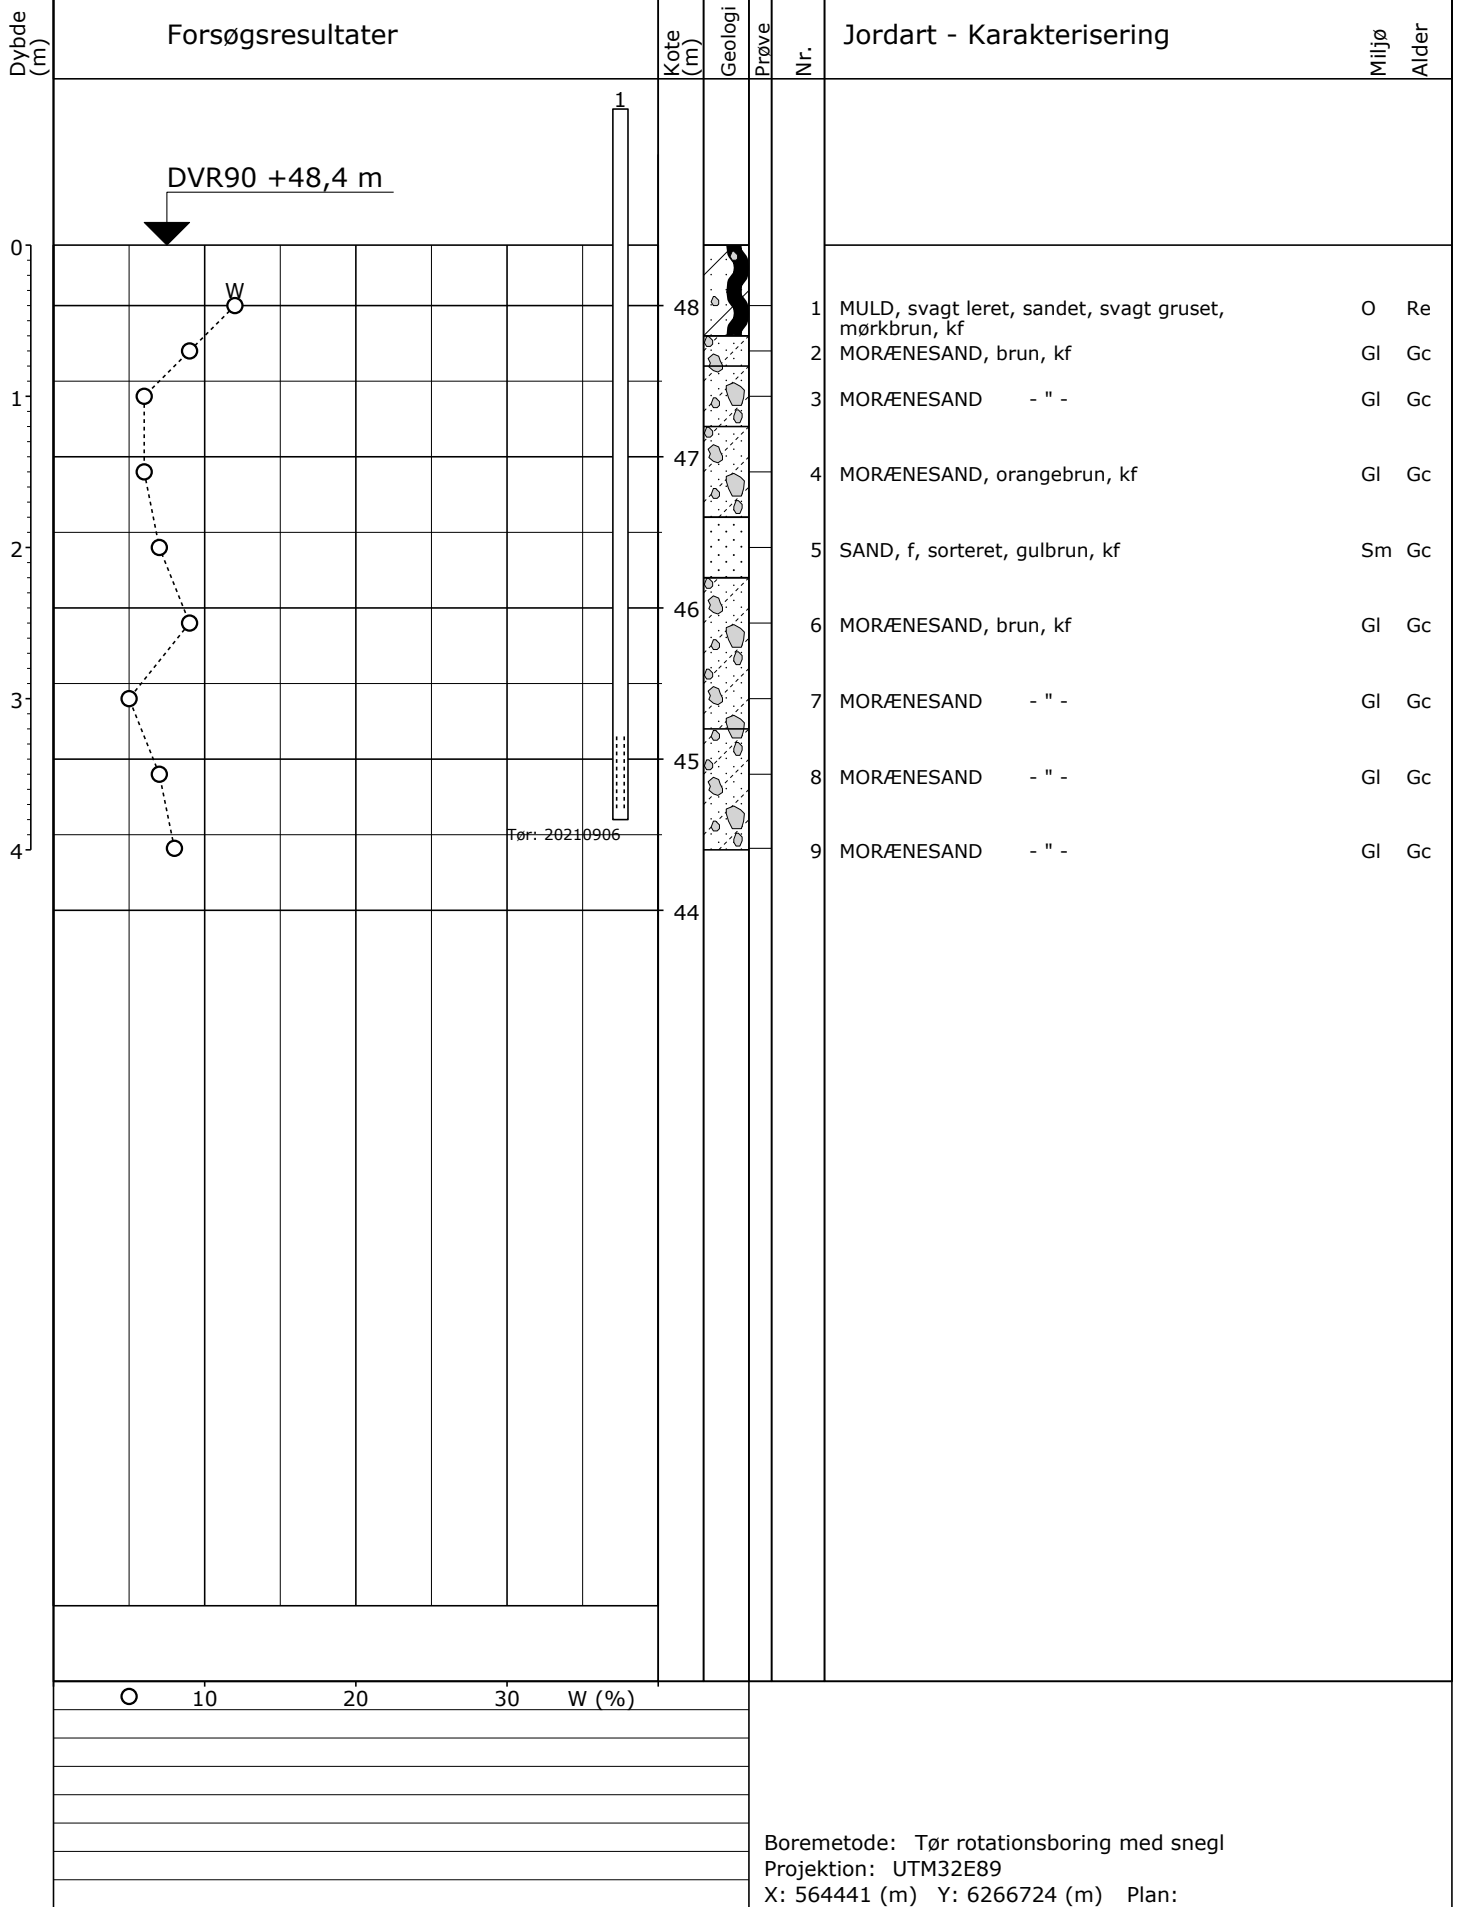 Dybde (m)
Forsøgsresultater
Kote (m)
Geologi
Prøve
Nr.
Jordart - Karakterisering
Miljø
Alder
1
DVR90 +48,4 m
0
W
48
1 MULD, svagt leret, sandet, svagt gruset, O Re
mørkbrun, kf
2 MORÆNESAND, brun, kf Gl Gc
1
3 MORÆNESAND - " - Gl Gc
47
4 MORÆNESAND, orangebrun, kf Gl Gc
2
5 SAND, f, sorteret, gulbrun, kf Sm Gc
46
6 MORÆNESAND, brun, kf Gl Gc
3
7 MORÆNESAND - " - Gl Gc
45
8 MORÆNESAND - " - Gl Gc
Tør: 20210906
4
9 MORÆNESAND - " - Gl Gc
44
10 20 30 W (%)
Boremetode: Tør rotationsboring med snegl
Projektion: UTM32E89
X: 564441 (m) Y: 6266724 (m) Plan: